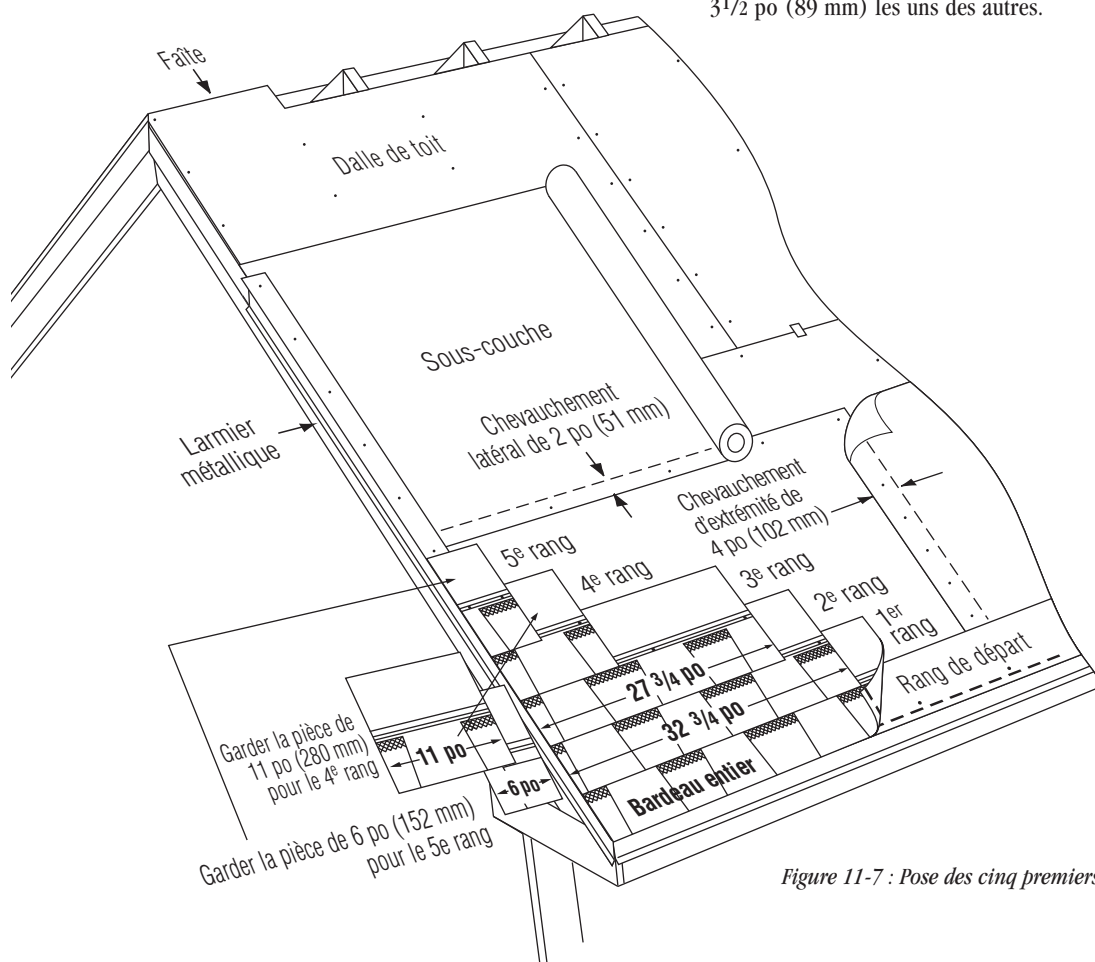 3 1/2 po (89 mm) les uns des autres.
Faîte
Dalle de toit
Sous-couche
Chevauchement
latéral de 2 po (51 mm)
Larmier
métallique
Chevauchement
d'extrémité de
4 po (102 mm)
5e rang
4e rang
3e rang
2e rang
1er
rang
Rang de départ
27 3/4 po
32 3/4 po
Bardeau entier
Garder la pièce de
11 po (280 mm)
pour le 4e rang
11 po
6 po
Garder la pièce de 6 po (152 mm)
pour le 5e rang
Figure 11-7 : Pose des cinq premiers